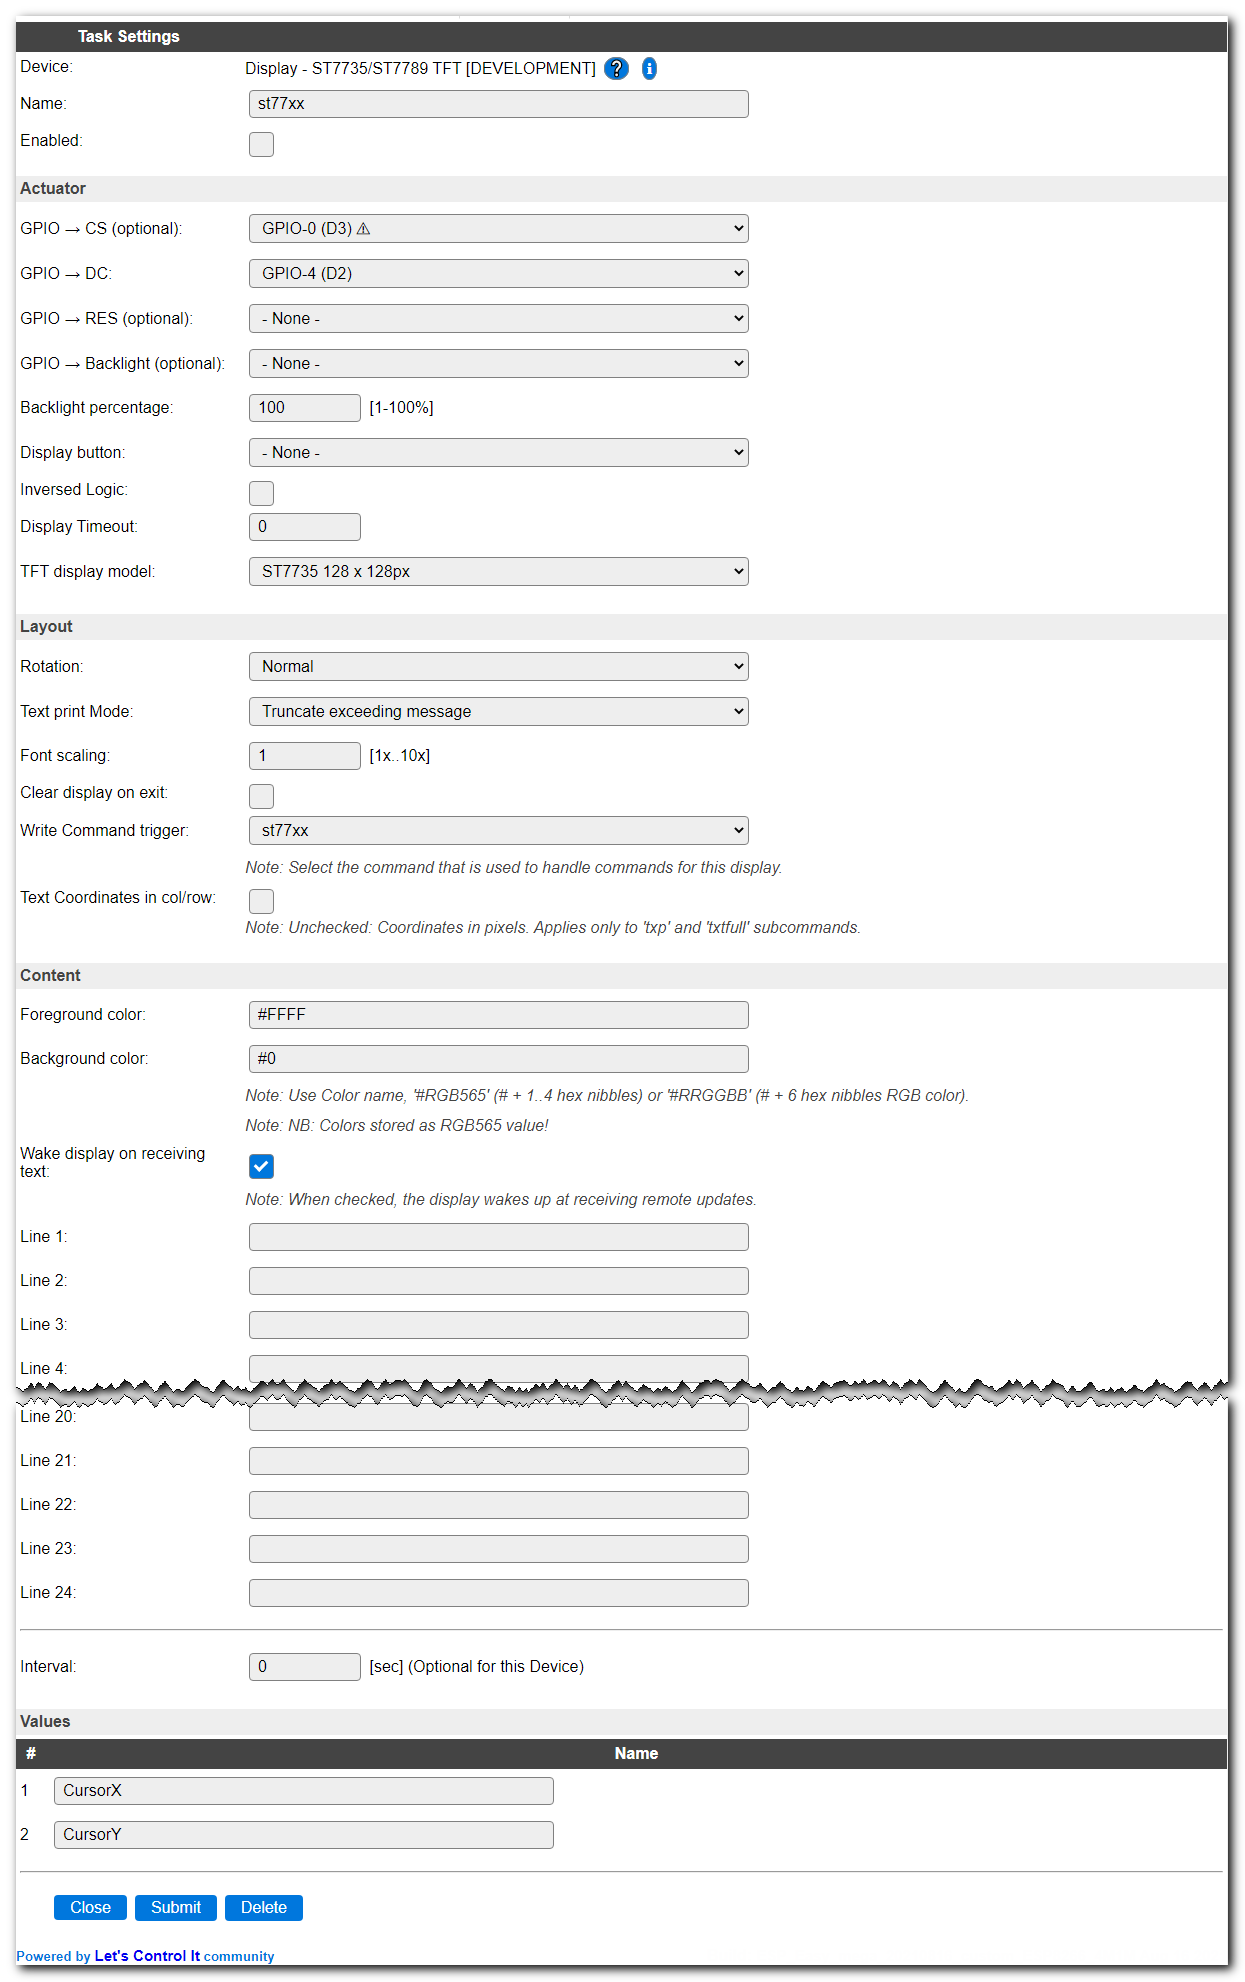 Task Settings
Device: Display - ST7735/ST7789 TFT [DEVELOPMENT] ? i
Name: st77xx
Enabled:
Actuator
GPIO → CS (optional): GPIO-0 (D3) ⚠
GPIO → DC: GPIO-4 (D2)
GPIO → RES (optional): - None -
GPIO → Backlight (optional): - None -
Backlight percentage: 100 [1-100%]
Display button: - None -
Inversed Logic:
Display Timeout: 0
TFT display model: ST7735 128 x 128px
Layout
Rotation: Normal
Text print Mode: Truncate exceeding message
Font scaling: 1 [1x..10x]
Clear display on exit:
Write Command trigger: st77xx
Note: Select the command that is used to handle commands for this display.
Text Coordinates in col/row:
Note: Unchecked: Coordinates in pixels. Applies only to 'txp' and 'txtfull' subcommands.
Content
Foreground color: #FFFF
Background color: #0
Note: Use Color name, '#RGB565' (# + 1..4 hex nibbles) or '#RRGGBB' (# + 6 hex nibbles RGB color).
Note: NB: Colors stored as RGB565 value!
Wake display on receiving
text:
Note: When checked, the display wakes up at receiving remote updates.
Line 1:
Line 2:
Line 3:
Line 4:
Line 20:
Line 21:
Line 22:
Line 23:
Line 24:
Interval: 0 [sec] (Optional for this Device)
Values
# Name
1 CursorX
2 CursorY
Close Submit Delete
Powered by Let's Control It community